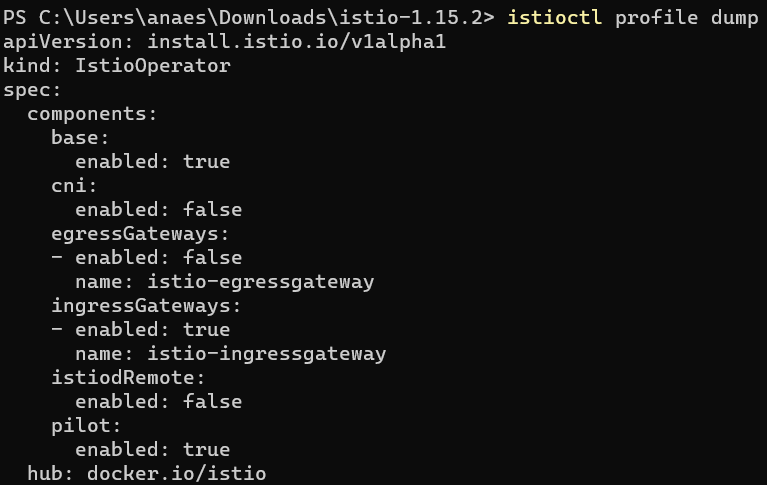 PS C:\Users\anaes\Downloads\istio-1.15.2> istioctl profile dump
apiVersion: install.istio.io/v1alpha1
kind: IstioOperator
spec:
  components:
    base:
      enabled: true
    cni:
      enabled: false
    egressGateways:
    - enabled: false
      name: istio-egressgateway
    ingressGateways:
    - enabled: true
      name: istio-ingressgateway
    istiodRemote:
      enabled: false
    pilot:
      enabled: true
  hub: docker.io/istio